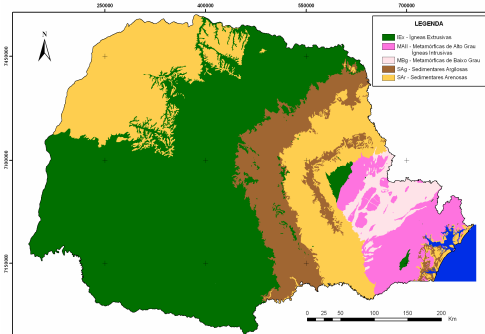 250000 400000 550000 700000
N
LEGENDA
IEx - Ígneas Extrusivas
MAII - Metamórficas de Alto Grau
Ígneas Intrusivas
MBg - Metamórficas de Baixo Grau
SAg - Sedimentares Argilosas
SAr - Sedimentares Arenosas
0 25 50 100 150 200
Km